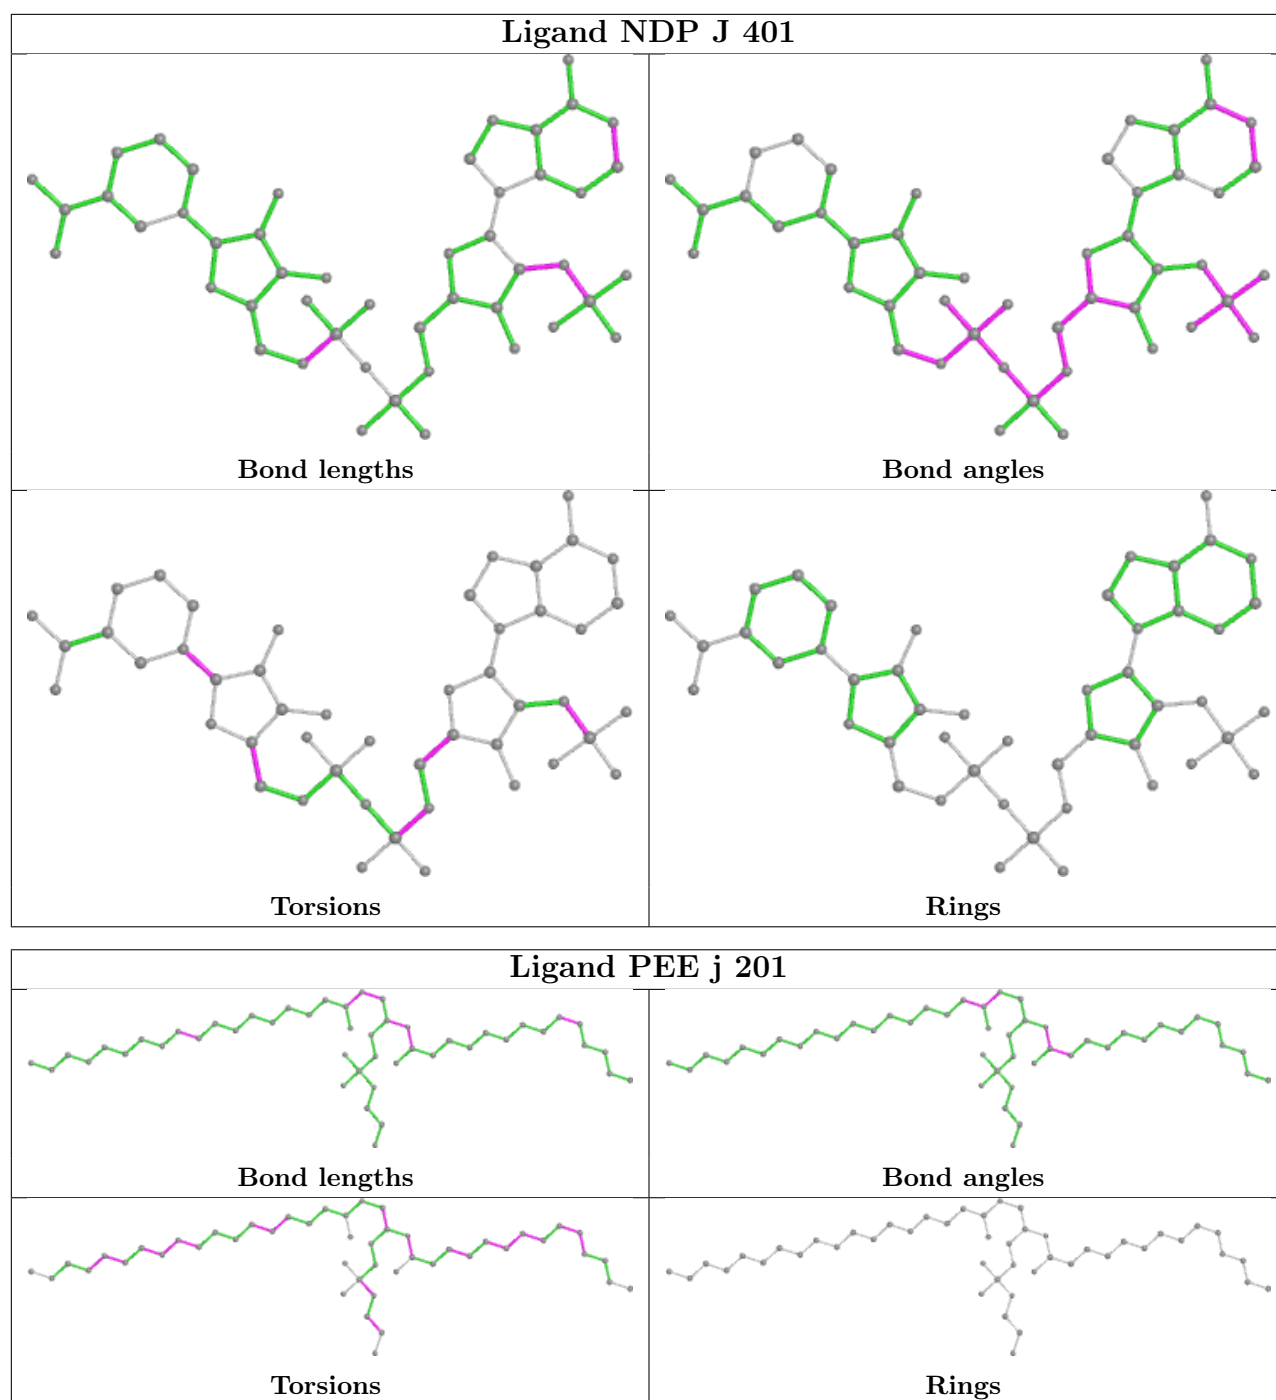 Ligand NDP J 401
Bond lengths
Bond angles
Torsions
Rings
Ligand PEE j 201
Bond lengths
Bond angles
Torsions
Rings